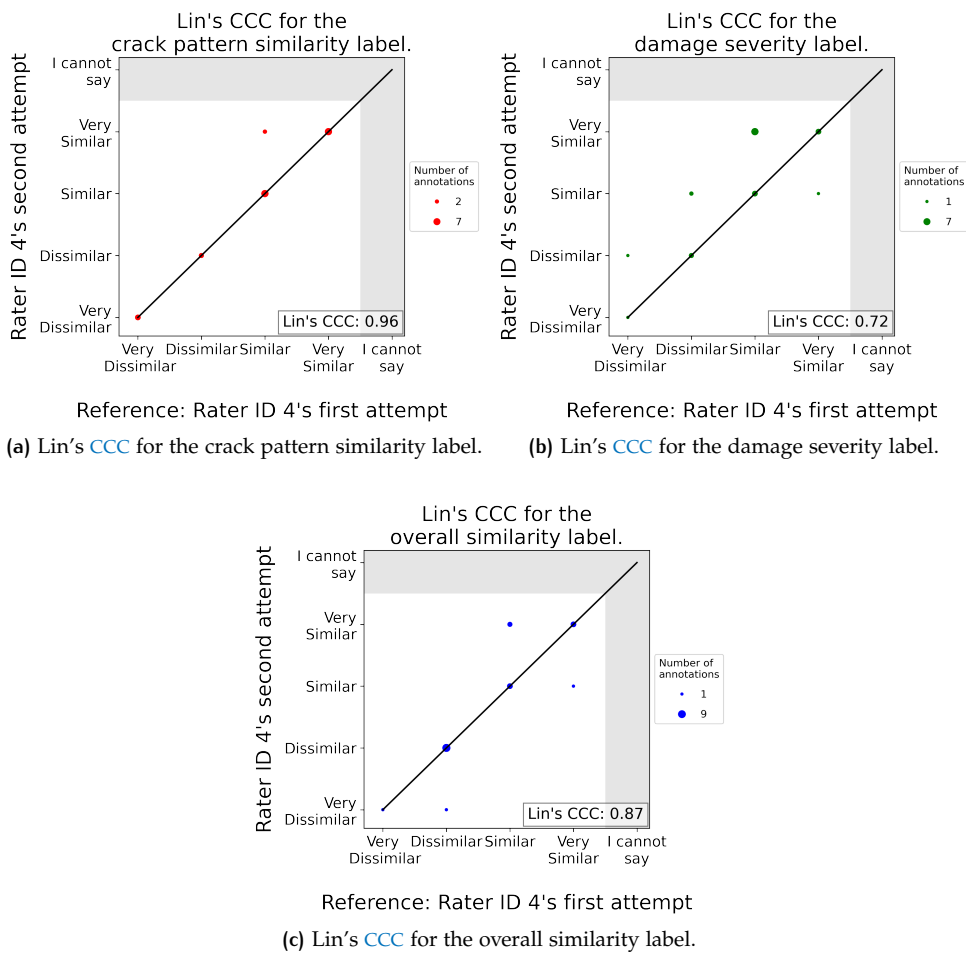 Lin's CCC for the
crack pattern similarity label.
Rater ID 4's second attempt
I cannot
say
Very
Similar
Similar
Dissimilar
Very
Dissimilar
Number of
annotations
2
7
Lin's CCC: 0.96
Very
Dissimilar
Dissimilar
Similar
Very
Similar
I cannot
say
Reference: Rater ID 4's first attempt
(a) Lin's CCC for the crack pattern similarity label.
Lin's CCC for the
damage severity label.
Rater ID 4's second attempt
I cannot
say
Very
Similar
Similar
Dissimilar
Very
Dissimilar
Number of
annotations
1
7
Lin's CCC: 0.72
Very
Dissimilar
Dissimilar
Similar
Very
Similar
I cannot
say
Reference: Rater ID 4's first attempt
(b) Lin's CCC for the damage severity label.
Lin's CCC for the
overall similarity label.
Rater ID 4's second attempt
I cannot
say
Very
Similar
Similar
Dissimilar
Very
Dissimilar
Number of
annotations
1
9
Lin's CCC: 0.87
Very
Dissimilar
Dissimilar
Similar
Very
Similar
I cannot
say
Reference: Rater ID 4's first attempt
(c) Lin's CCC for the overall similarity label.